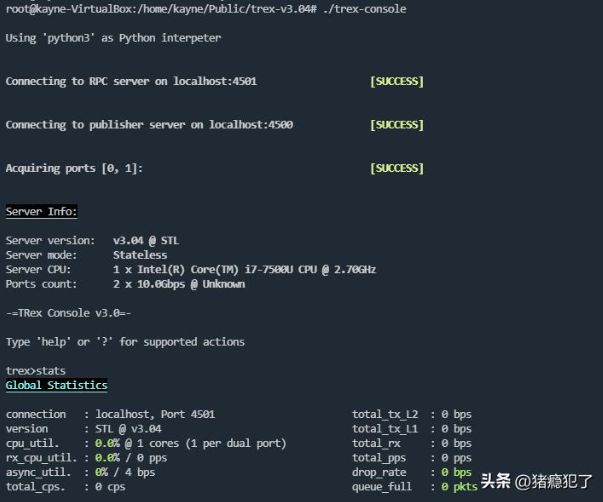 root@kayne-VirtualBox:/home/kayne/Public/trex-v3.04# ./trex-console
Using 'python3' as Python interpeter
Connecting to RPC server on localhost:4501 [SUCCESS]
Connecting to publisher server on localhost:4500 [SUCCESS]
Acquiring ports [0, 1]: [SUCCESS]
Server Info:
Server version: v3.04 @ STL
Server mode: Stateless
Server CPU: 1 x Intel(R) Core(TM) i7-7500U CPU @ 2.70GHz
Ports count: 2 x 10.0Gbps @ Unknown
-=TRex Console v3.0=-
Type 'help' or '?' for supported actions
trex>stats
Global Statistics
connection : localhost, Port 4501 total_tx_L2 : 0 bps
version : STL @ v3.04 total_tx_L1 : 0 bps
cpu_util. : 0.0% @ 1 cores (1 per dual port) total_rx : 0 bps
rx_cpu_util. : 0.0% / 0 pps total_pps : 0 pps
async_util. : 0% / 4 bps drop_rate : 0 bps
total_cps. : 0 cps queue_full : 0 pkts
头条 @猪瘾犯了